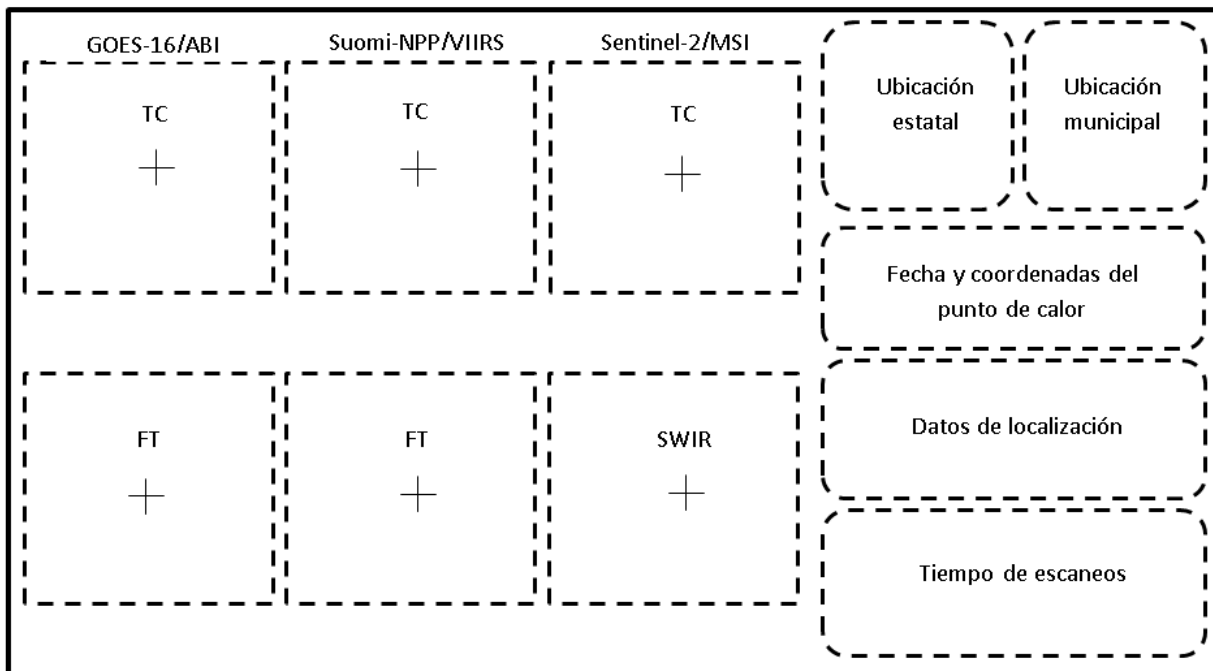 GOES-16/ABI
Suomi-NPP/VIIRS
Sentinel-2/MSI
TC
TC
TC
Ubicación
estatal
Ubicación
municipal
Fecha y coordenadas del
punto de calor
FT
FT
SWIR
Datos de localización
Tiempo de escaneos